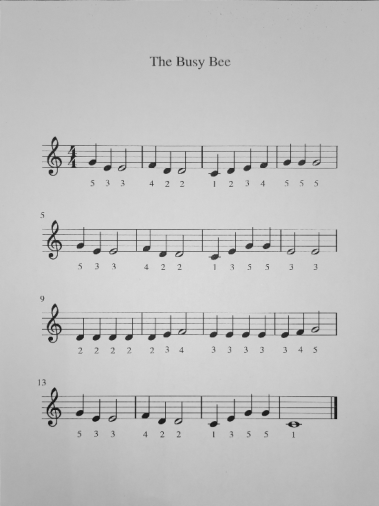 The Busy Bee
4 4
5 3 3 4 2 2 1 2 3 4 5 5 5
5
5 3 3 4 2 2 1 3 5 5 3 3
9
2 2 2 2 2 3 4 3 3 3 3 3 4 5
13
5 3 3 4 2 2 1 3 5 5 1